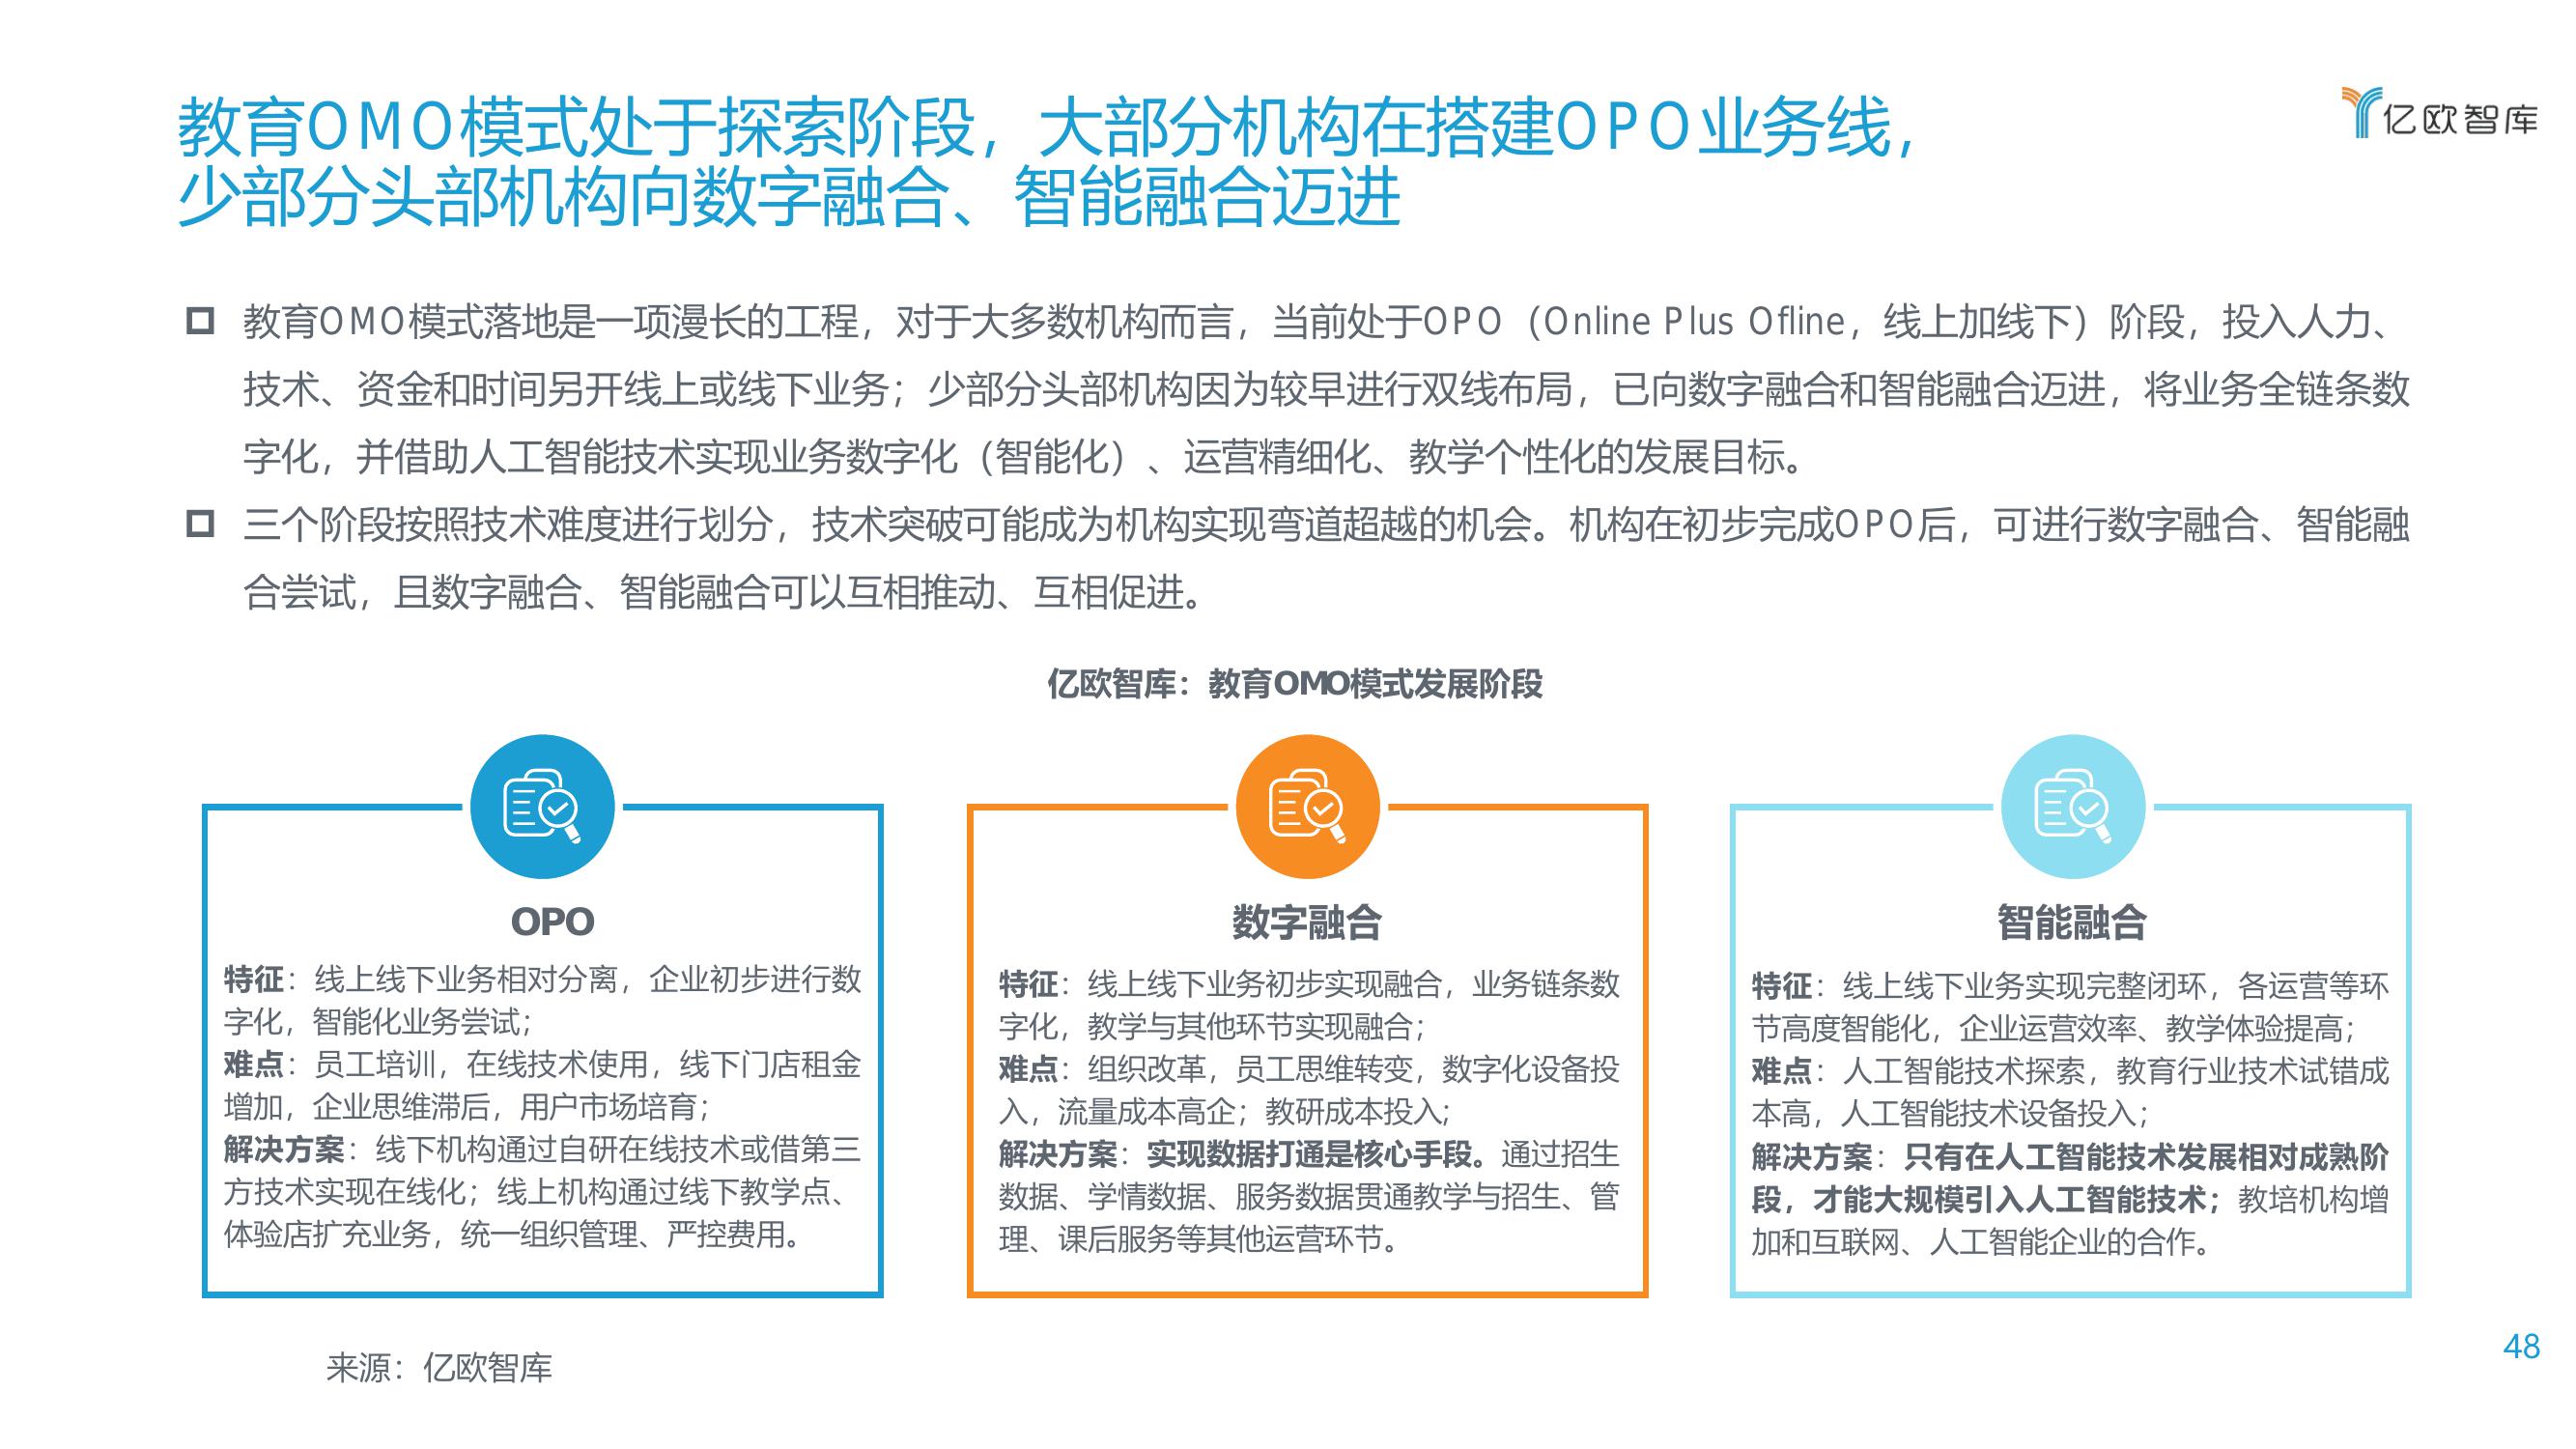 教育OMO模式处于探索阶段，大部分机构在搭建OPO业务线，
少部分头部机构向数字融合、智能融合迈进
亿欧智库
教育OMO模式落地是一项漫长的工程，对于大多数机构而言，当前处于OPO（Online Plus Ofline，线上加线下）阶段，投入人力、
技术、资金和时间另开线上或线下业务；少部分头部机构因为较早进行双线布局，已向数字融合和智能融合迈进，将业务全链条数
字化，并借助人工智能技术实现业务数字化（智能化）、运营精细化、教学个性化的发展目标。
三个阶段按照技术难度进行划分，技术突破可能成为机构实现弯道超越的机会。机构在初步完成OPO后，可进行数字融合、智能融
合尝试，且数字融合、智能融合可以互相推动、互相促进。
亿欧智库：教育OMO模式发展阶段
OPO
特征：线上线下业务相对分离，企业初步进行数
字化，智能化业务尝试；
难点：员工培训，在线技术使用，线下门店租金
增加，企业思维滞后，用户市场培育；
解决方案：线下机构通过自研在线技术或借第三
方技术实现在线化；线上机构通过线下教学点、
体验店扩充业务，统一组织管理、严控费用。
数字融合
特征：线上线下业务初步实现融合，业务链条数
字化，教学与其他环节实现融合；
难点：组织改革，员工思维转变，数字化设备投
入，流量成本高企；教研成本投入；
解决方案：实现数据打通是核心手段。通过招生
数据、学情数据、服务数据贯通教学与招生、管
理、课后服务等其他运营环节。
智能融合
特征：线上线下业务实现完整闭环，各运营等环
节高度智能化，企业运营效率、教学体验提高；
难点：人工智能技术探索，教育行业技术试错成
本高，人工智能技术设备投入；
解决方案：只有在人工智能技术发展相对成熟阶
段，才能大规模引入人工智能技术；教培机构增
加和互联网、人工智能企业的合作。
来源：亿欧智库
48